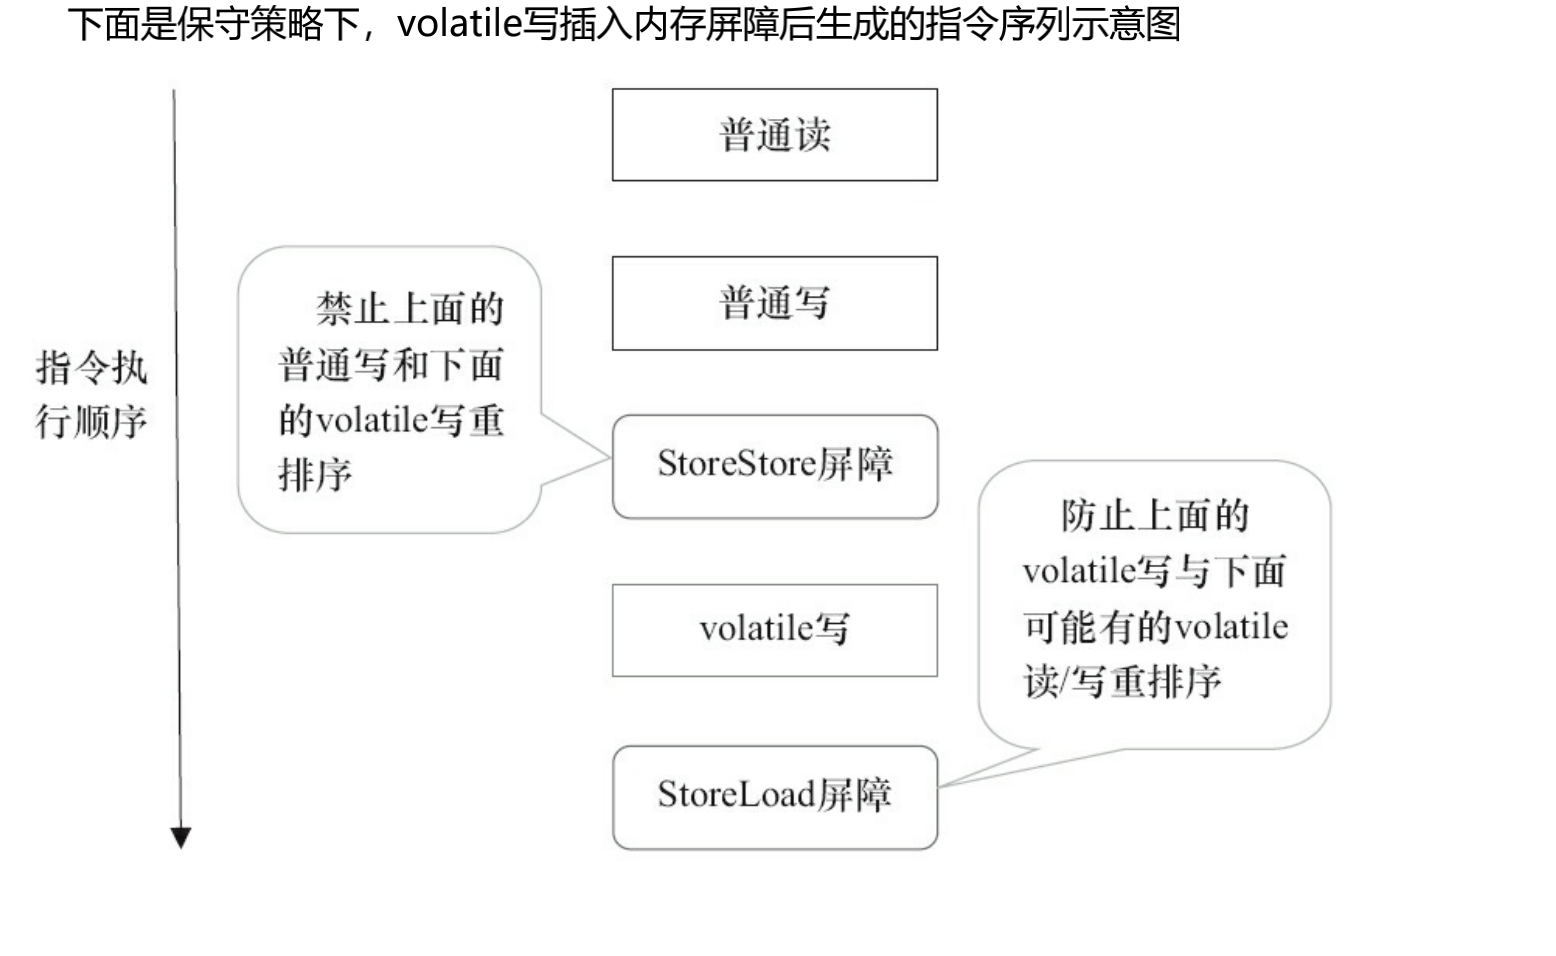 下面是保守策略下，volatile写插入内存屏障后生成的指令序列示意图
普通读
普通写
禁止上面的
普通写和下面
的volatile写重
排序
指令执
行顺序
StoreStore屏障
防止上面的
volatile写与下面
可能有的volatile
读/写重排序
volatile写
StoreLoad屏障